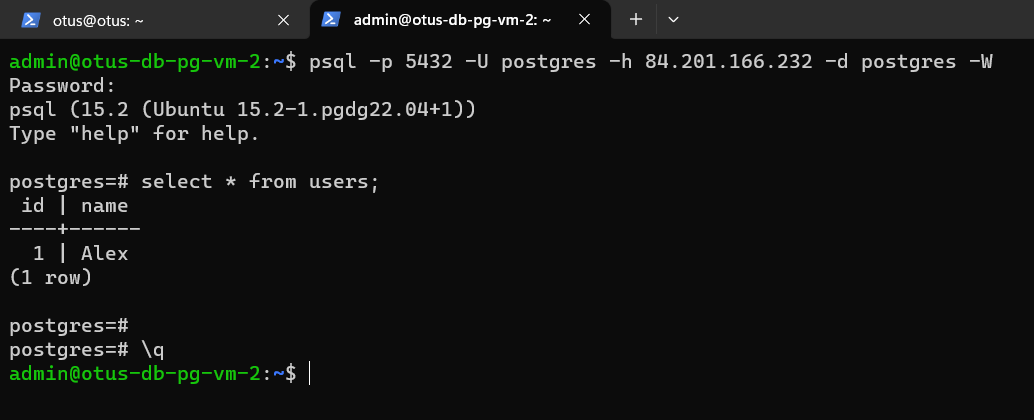 otus@otus: ~
admin@otus-db-pg-vm-2: ~
admin@otus-db-pg-vm-2:~$ psql -p 5432 -U postgres -h 84.201.166.232 -d postgres -W
Password:
psql (15.2 (Ubuntu 15.2-1.pgdg22.04+1))
Type "help" for help.
postgres=# select * from users;
 id | name
----+------
  1 | Alex
(1 row)
postgres=#
postgres=# \q
admin@otus-db-pg-vm-2:~$